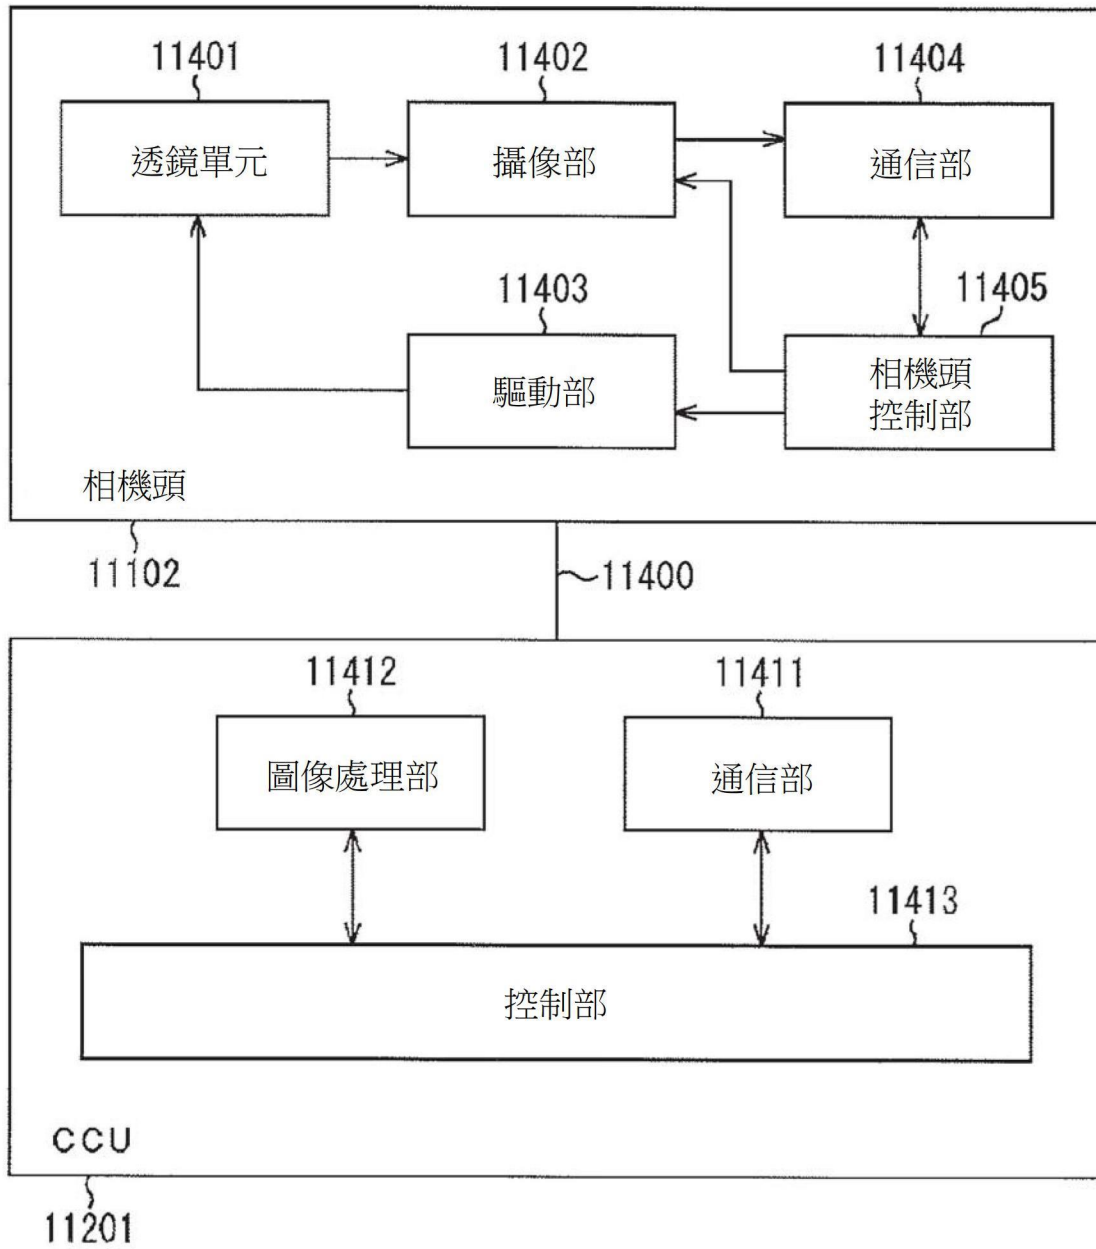 11401
11402
11404
透鏡單元
攝像部
通信部
11403
11405
驅動部
相機頭
控制部
相機頭
11102
11400
11412
11411
圖像處理部
通信部
11413
控制部
CCU
11201